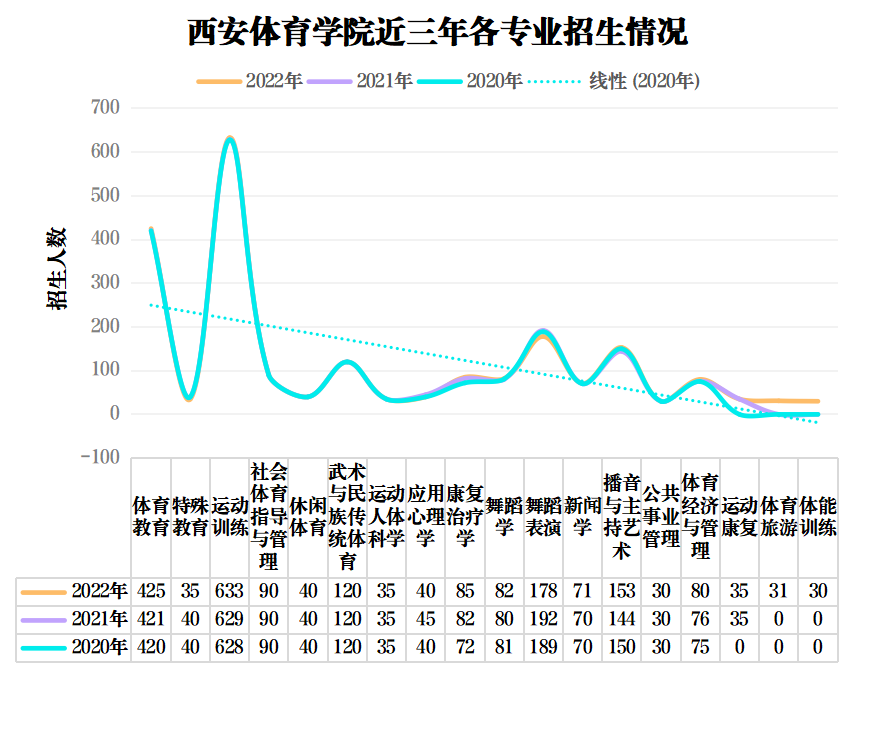 西安体育学院近三年各专业招生情况
2022年 2021年 2020年 线性 (2020年)
700
600
500
400
300
200
100
0
-100
招生人数
体育教育 特殊教育 运动训练 社会体育指导与管理 休闲体育 武术与民族传统体育 运动人体科学 应用心理学 康复治疗学 舞蹈学 舞蹈表演 新闻学 播音与主持艺术 公共事业管理 体育经济与管理 运动康复 体育旅游 体能训练
2022年 425 35 633 90 40 120 35 40 85 82 178 71 153 30 80 35 31 30
2021年 421 40 629 90 40 120 35 45 82 80 192 70 144 30 76 35 0 0
2020年 420 40 628 90 40 120 35 40 72 81 189 70 150 30 75 0 0 0